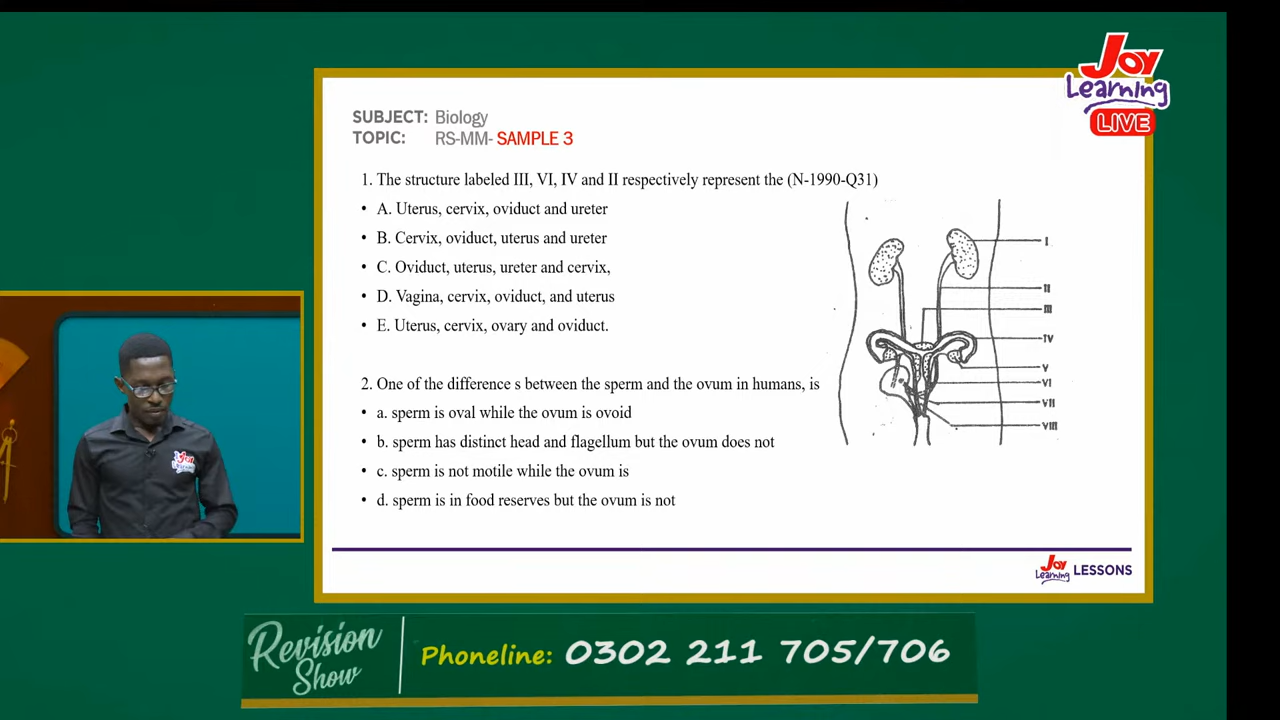 Joy
Learning
LIVE
SUBJECT: Biology
TOPIC: RS-MM- SAMPLE 3
1. The structure labeled III, VI, IV and II respectively represent the (N-1990-Q31)
• A. Uterus, cervix, oviduct and ureter
• B. Cervix, oviduct, uterus and ureter
• C. Oviduct, uterus, ureter and cervix,
• D. Vagina, cervix, oviduct, and uterus
• E. Uterus, cervix, ovary and oviduct.
2. One of the difference s between the sperm and the ovum in humans, is
• a. sperm is oval while the ovum is ovoid
• b. sperm has distinct head and flagellum but the ovum does not
• c. sperm is not motile while the ovum is
• d. sperm is in food reserves but the ovum is not
I
II
III
IV
V
VI
VII
VIII
Joy
Learning
Joy Learning LESSONS
Revision
Show
Phoneline: 0302 211 705/706